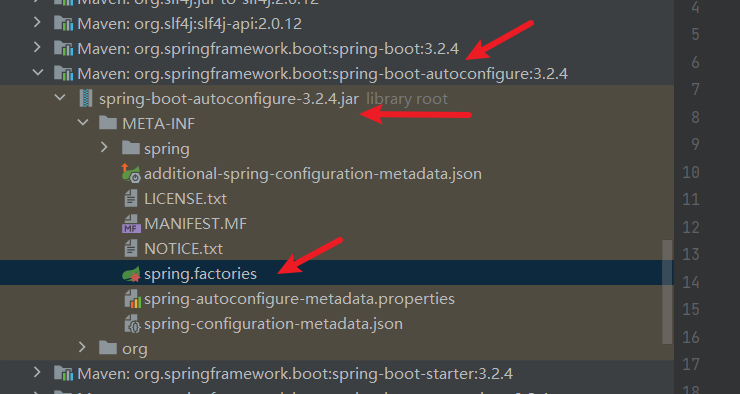 Maven: org.slf4j:jul-to-slf4j:2.0.12
Maven: org.slf4j:slf4j-api:2.0.12
Maven: org.springframework.boot:spring-boot:3.2.4
Maven: org.springframework.boot:spring-boot-autoconfigure:3.2.4
spring-boot-autoconfigure-3.2.4.jar library root
META-INF
spring
additional-spring-configuration-metadata.json
LICENSE.txt
MF MANIFEST.MF
NOTICE.txt
spring.factories
spring-autoconfigure-metadata.properties
spring-configuration-metadata.json
org
Maven: org.springframework.boot:spring-boot-starter:3.2.4
4
5
6
7
8
9
10
11
12
13
14
15
16
17
18